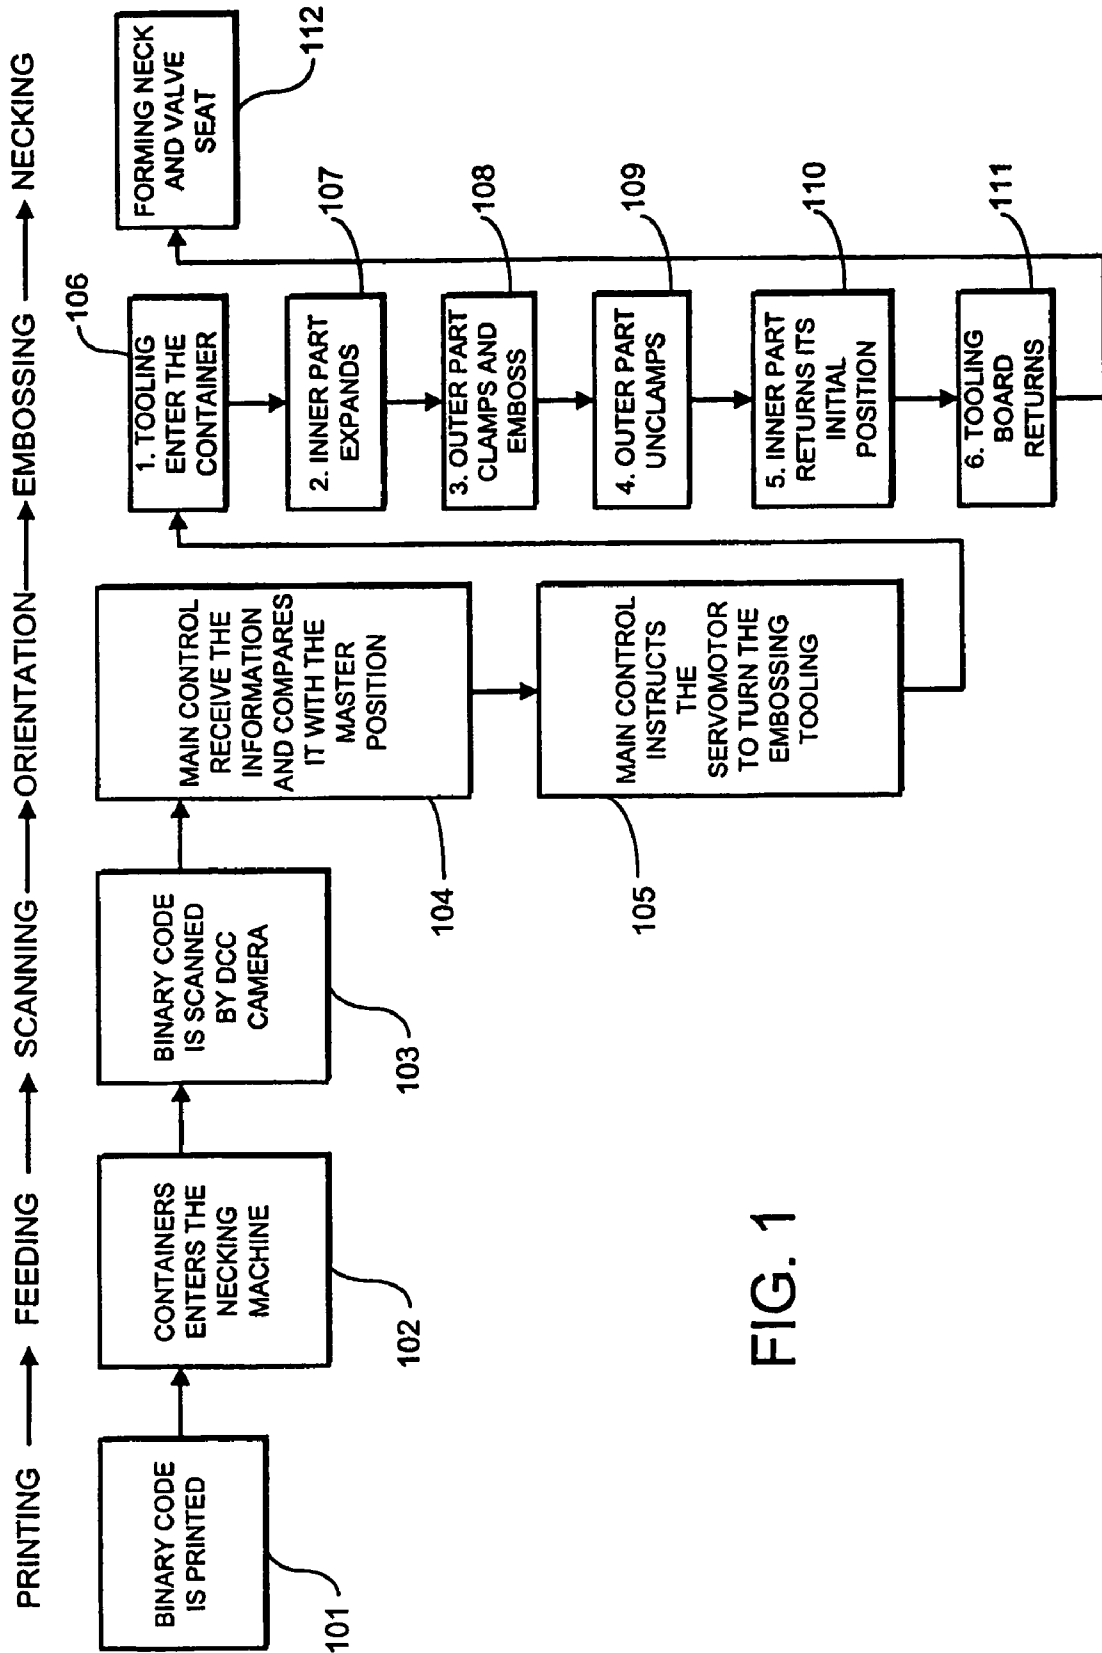 PRINTING → FEEDING → SCANNING → ORIENTATION → EMBOSSING → NECKING
BINARY CODE
IS PRINTED
101
CONTAINERS
ENTERS THE
NECKING
MACHINE
102
BINARY CODE
IS SCANNED
BY DCC
CAMERA
103
MAIN CONTROL
RECEIVE THE
INFORMATION
AND COMPARES
IT WITH THE
MASTER
POSITION
104
MAIN CONTROL
INSTRUCTS
THE
SERVOMOTOR
TO TURN THE
EMBOSSING
TOOLING
105
106
1. TOOLING
ENTER THE
CONTAINER
2. INNER PART
EXPANDS
107
3. OUTER PART
CLAMPS AND
EMBOSS
108
4. OUTER PART
UNCLAMPS
109
5. INNER PART
RETURNS ITS
INITIAL
POSITION
110
6. TOOLING
BOARD
RETURNS
111
FORMING NECK
AND VALVE
SEAT
112
FIG. 1